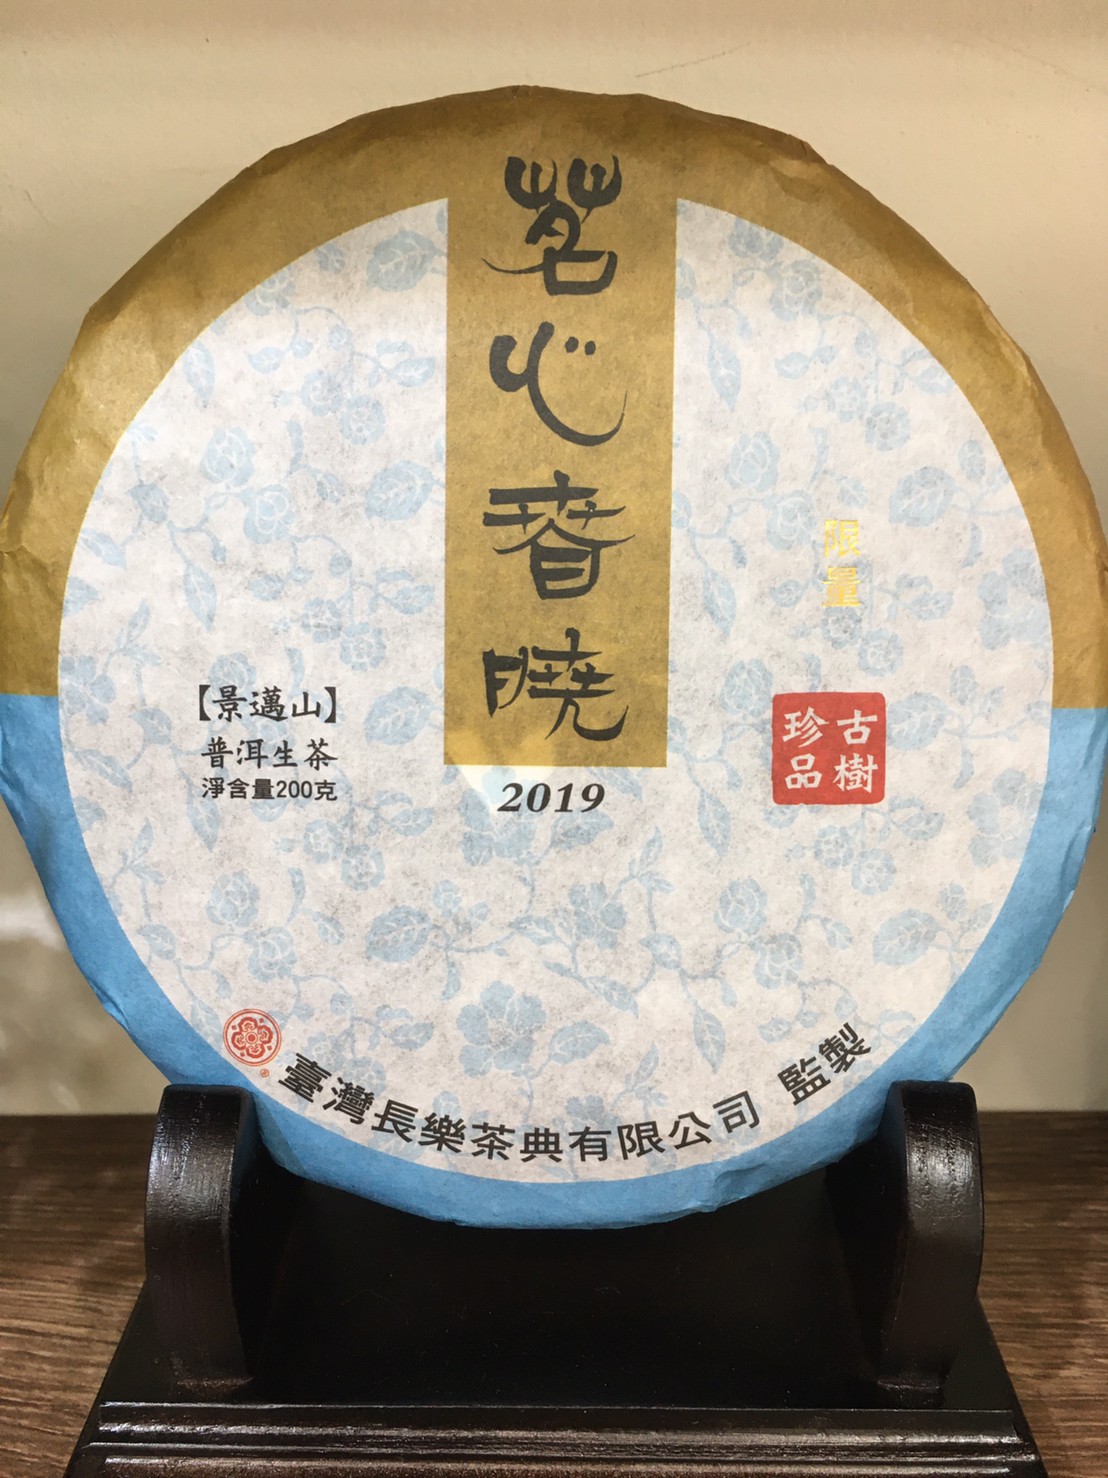 茗心春曉
2019
限量
古樹
珍品
【景邁山】
普洱生茶
淨含量200克
臺灣長樂茶典有限公司 監製